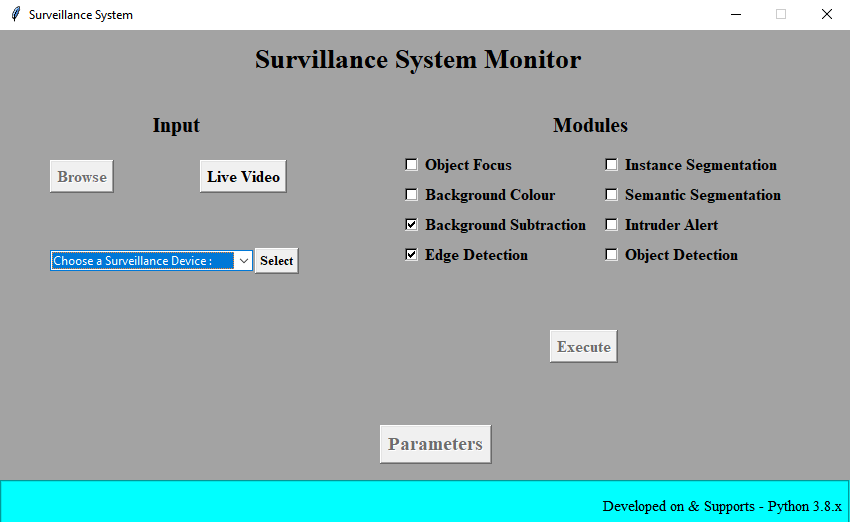 Surveillance System
Survillance System Monitor
Input
Modules
Browse
Live Video
Object Focus
Instance Segmentation
Background Colour
Semantic Segmentation
Background Subtraction
Intruder Alert
Edge Detection
Object Detection
Choose a Surveillance Device :
Select
Execute
Parameters
Developed on & Supports - Python 3.8.x